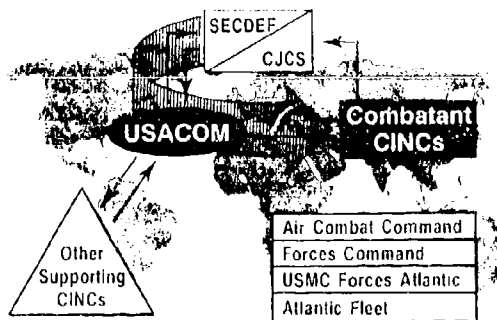 SECDEF
CJCS
USACOM
Combatant
CINCs
Other
Supporting
CINCs
Air Combat Command
Forces Command
USMC Forces Atlantic
Atlantic Fleet